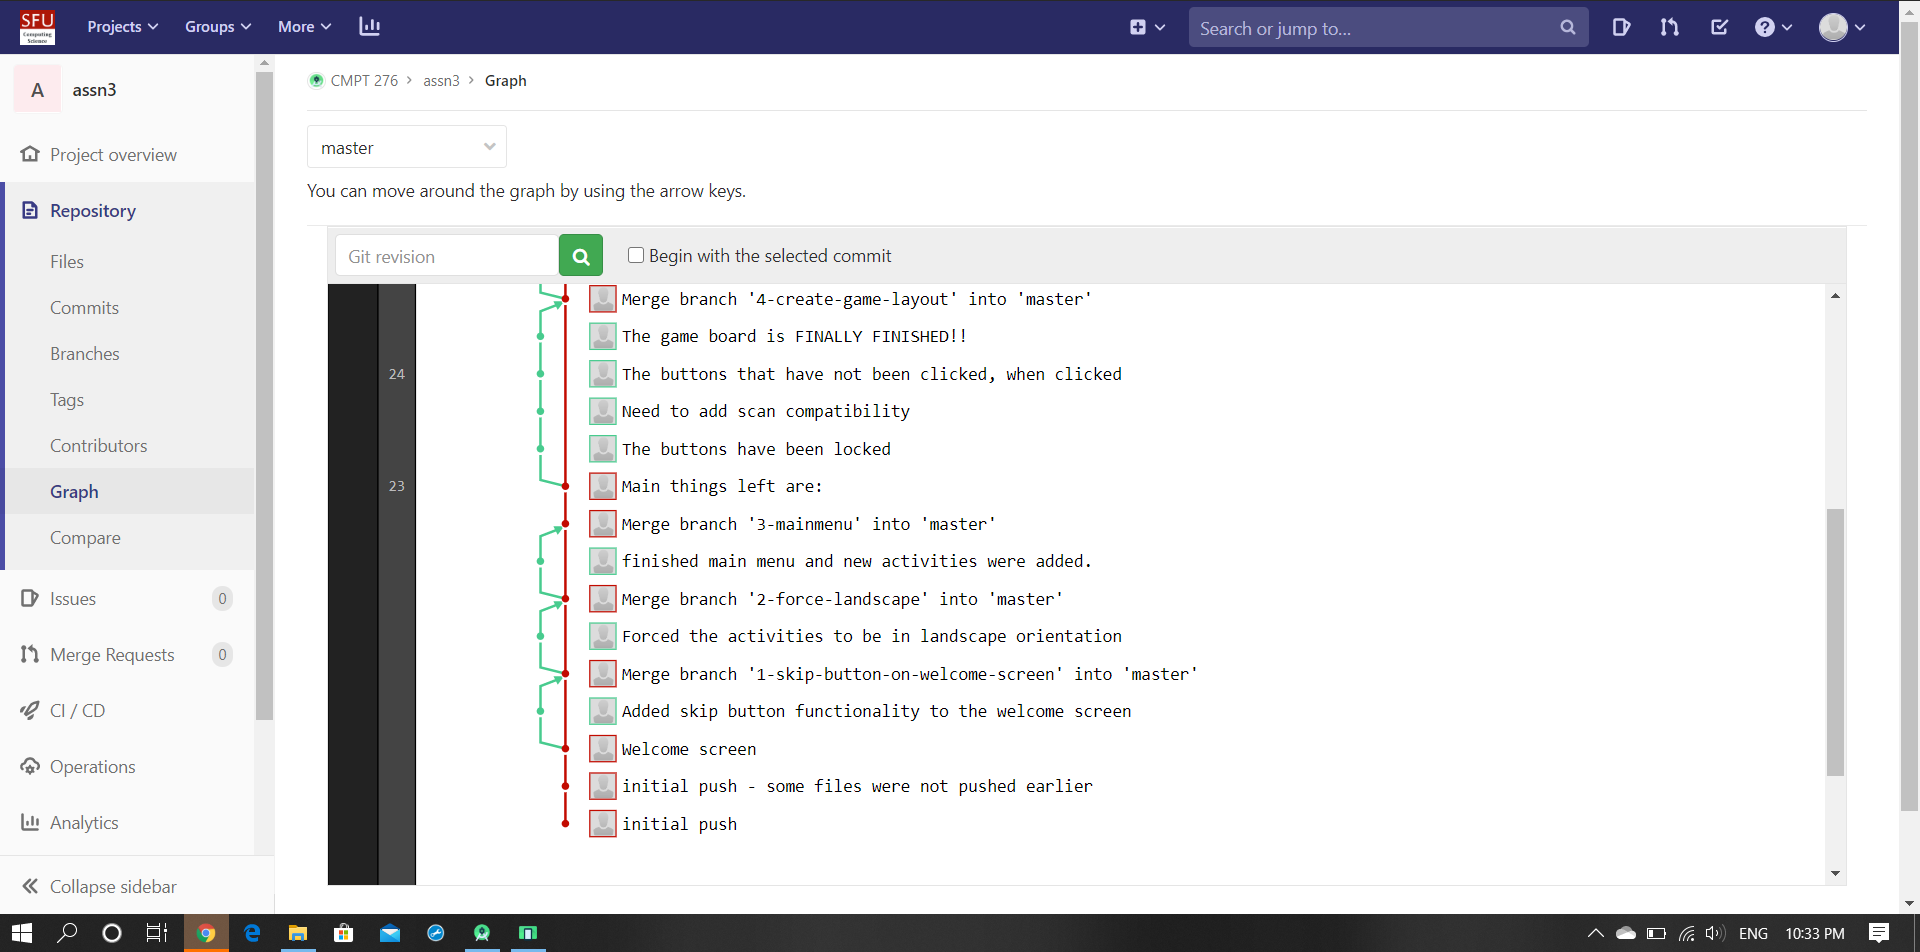 SFU
Computing
Science
Projects
Groups
More
Search or jump to...
A
assn3
Project overview
Repository
Files
Commits
Branches
Tags
Contributors
Graph
Compare
Issues
0
Merge Requests
0
CI / CD
Operations
Analytics
Collapse sidebar
CMPT 276 > assn3 > Graph
master
You can move around the graph by using the arrow keys.
Git revision
Begin with the selected commit
Merge branch '4-create-game-layout' into 'master'
The game board is FINALLY FINISHED!!
24
The buttons that have not been clicked, when clicked
Need to add scan compatibility
The buttons have been locked
23
Main things left are:
Merge branch '3-mainmenu' into 'master'
finished main menu and new activities were added.
Merge branch '2-force-landscape' into 'master'
Forced the activities to be in landscape orientation
Merge branch '1-skip-button-on-welcome-screen' into 'master'
Added skip button functionality to the welcome screen
Welcome screen
initial push - some files were not pushed earlier
initial push
ENG
10:33 PM